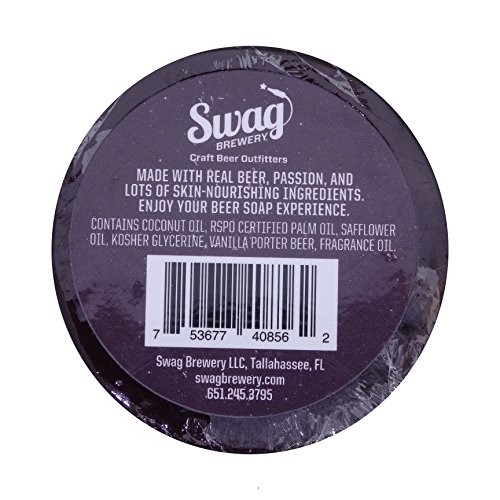 Swag
BREWERY
Craft Beer Outfitters
MADE WITH REAL BEER, PASSION, AND
LOTS OF SKIN-NOURISHING INGREDIENTS.
ENJOY YOUR BEER SOAP EXPERIENCE.
CONTAINS COCONUT OIL, RSPO CERTIFIED PALM OIL, SAFFLOWER
OIL, KOSHER GLYCERINE, VANILLA PORTER BEER, FRAGRANCE OIL.
7 53677 40856 2
Swag Brewery LLC, Tallahassee, FL
swagbrewery.com
651.245.3795